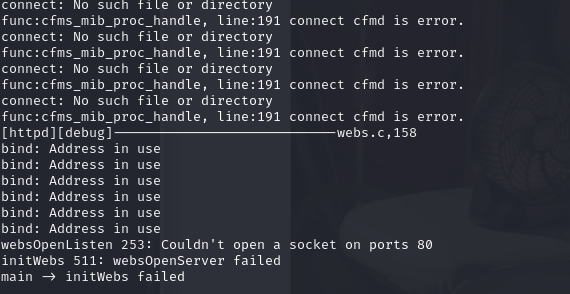 connect: No such file or directory
func:cfms_mib_proc_handle, line:191 connect cfmd is error.
connect: No such file or directory
func:cfms_mib_proc_handle, line:191 connect cfmd is error.
connect: No such file or directory
func:cfms_mib_proc_handle, line:191 connect cfmd is error.
connect: No such file or directory
func:cfms_mib_proc_handle, line:191 connect cfmd is error.
[httpd][debug]----------------------------webs.c,158
bind: Address in use
bind: Address in use
bind: Address in use
bind: Address in use
bind: Address in use
bind: Address in use
websOpenListen 253: Couldn't open a socket on ports 80
initWebs 511: websOpenServer failed
main -> initWebs failed